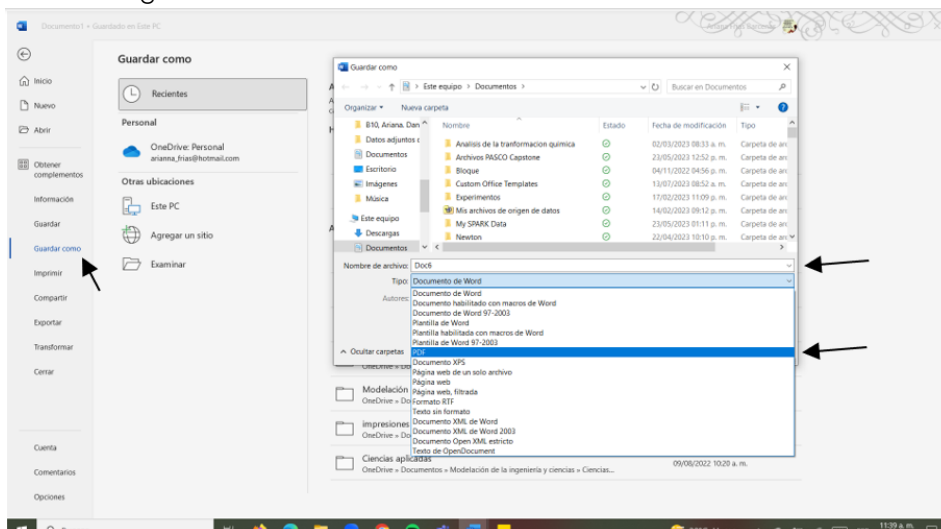 Documento1 • Guardado en Este PC
Guardar como
Inicio
Nuevo
Abrir
Obtener
complementos
Información
Guardar
Guardar como
Imprimir
Compartir
Exportar
Transformar
Cerrar
Cuenta
Comentarios
Opciones
Recientes
Personal
OneDrive: Personal
arianna_frias@hotmail.com
Otras ubicaciones
Este PC
Agregar un sitio
Examinar
Guardar como
Este equipo > Documentos >
Buscar en Documentos
Organizar
Nueva carpeta
B10, Ariana. Dan
Datos adjuntos d
Documentos
Escritorio
Imágenes
Música
Este equipo
Descargas
Documentos
Nombre Estado Fecha de modificación Tipo
Analisis de la tranformacion quimica 02/03/2023 08:33 a. m. Carpeta de arc
Archivos PASCO Capstone 23/05/2023 12:52 p. m. Carpeta de arc
Bloque 04/11/2022 04:56 p. m. Carpeta de arc
Custom Office Templates 13/07/2023 08:52 a. m. Carpeta de arc
Experimentos 17/02/2023 11:09 p. m. Carpeta de arc
Mis archivos de origen de datos 14/02/2023 09:12 p. m. Carpeta de arc
My SPARK Data 23/05/2023 01:11 p. m. Carpeta de arc
Newton 22/04/2023 10:10 p. m. Carpeta de arc
Nombre de archivo: Doc6
Tipo: Documento de Word
Autores:
Documento de Word
Documento habilitado con macros de Word
Documento de Word 97-2003
Plantilla de Word
Plantilla habilitada con macros de Word
Plantilla de Word 97-2003
PDF
Documento XPS
Página web de un solo archivo
Página web
Página web, filtrada
Formato RTF
Texto sin formato
Documento XML de Word
Documento XML de Word 2003
Documento Open XML estricto
Texto de OpenDocument
Ocultar carpetas
Modelación
OneDrive » Do
impresiones
OneDrive » Do
Ciencias aplicadas
OneDrive » Documentos » Modelación de la ingeniería y ciencias » Ciencias...
09/08/2022 10:20 a. m.
11:39 a. m.